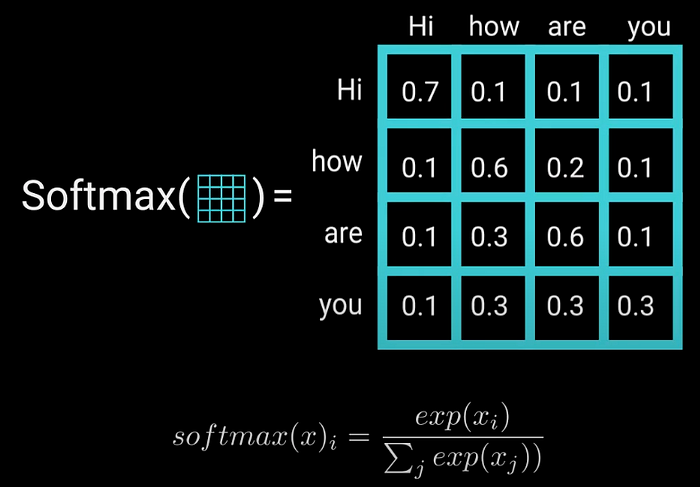 Hi how are you
Hi 0.7 0.1 0.1 0.1
how 0.1 0.6 0.2 0.1
Softmax( ) =
are 0.1 0.3 0.6 0.1
you 0.1 0.3 0.3 0.3
softmax(x)_i = exp(x_i) / ∑_j exp(x_j))